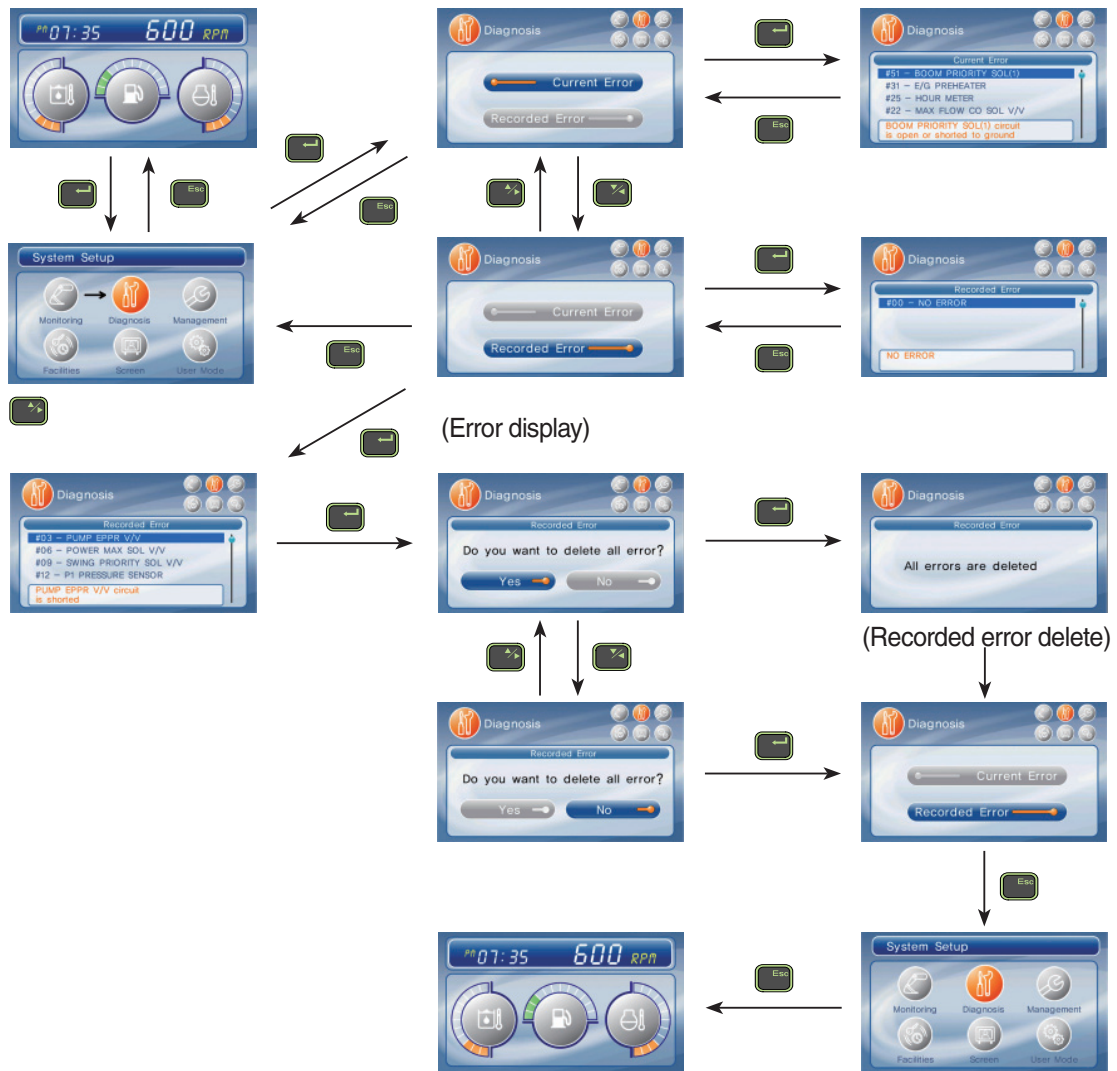 PM 07:35 600 RPM
Diagnosis
Current Error
Recorded Error
Diagnosis
Current Error
#51 - BOOM PRIORITY SOL(1)
#31 - E/G PREHEATER
#25 - HOUR METER
#22 - MAX FLOW CO SOL V/V
BOOM PRIORITY SOL(1) circuit
is open or shorted to ground
Esc
Esc
Esc
System Setup
Monitoring Diagnosis Management
Facilities Screen User Mode
Diagnosis
Current Error
Recorded Error
Diagnosis
Recorded Error
#00 - NO ERROR
NO ERROR
Esc
Esc
(Error display)
Diagnosis
Recorded Error
#03 - PUMP EPPR V/V
#06 - POWER MAX SOL V/V
#09 - SWING PRIORITY SOL V/V
#12 - P1 PRESSURE SENSOR
PUMP EPPR V/V circuit
is shorted
Diagnosis
Recorded Error
Do you want to delete all error?
Yes No
Diagnosis
Recorded Error
All errors are deleted
(Recorded error delete)
Diagnosis
Recorded Error
Do you want to delete all error?
Yes No
Diagnosis
Current Error
Recorded Error
Esc
PM 07:35 600 RPM
Esc
System Setup
Monitoring Diagnosis Management
Facilities Screen User Mode